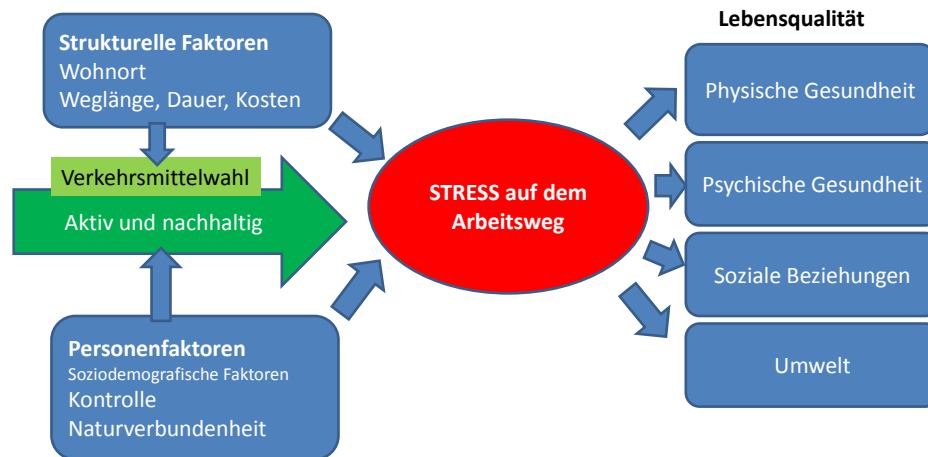 Strukturelle Faktoren
Wohnort
Weglänge, Dauer, Kosten
Verkehrsmittelwahl
Aktiv und nachhaltig
Personenfaktoren
Soziodemografische Faktoren
Kontrolle
Naturverbundenheit
STRESS auf dem
Arbeitsweg
Lebensqualität
Physische Gesundheit
Psychische Gesundheit
Soziale Beziehungen
Umwelt